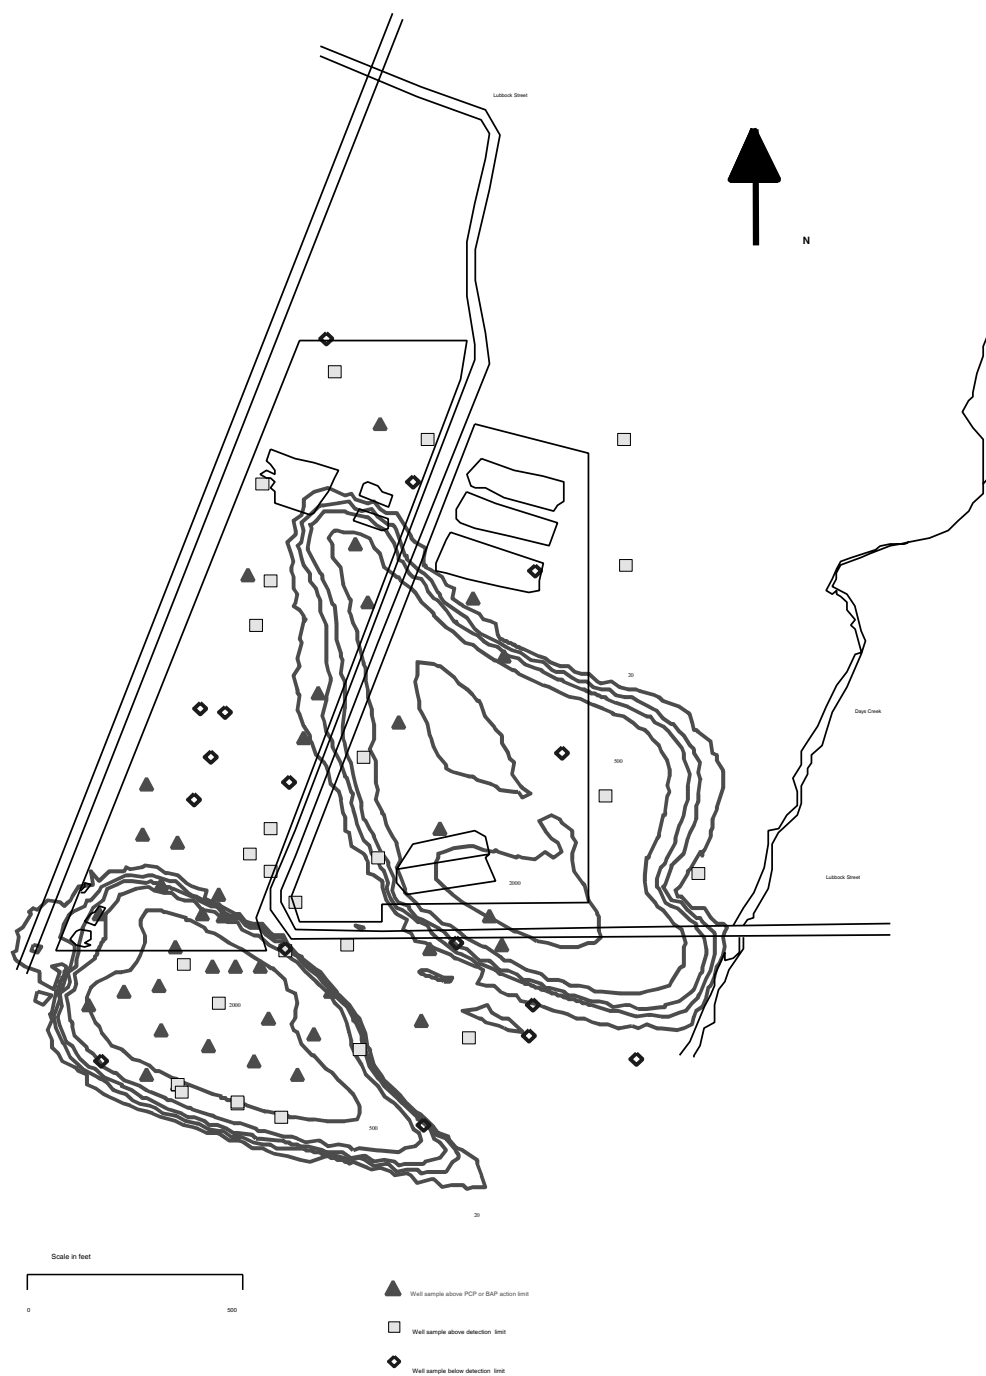 Lubbock Street
N
20
Days Creek
500
Lubbock Street
2000
2000
500
20
Scale in feet
0 500
Well sample above PCP or BAP action limit
Well sample above detection limit
Well sample below detection limit